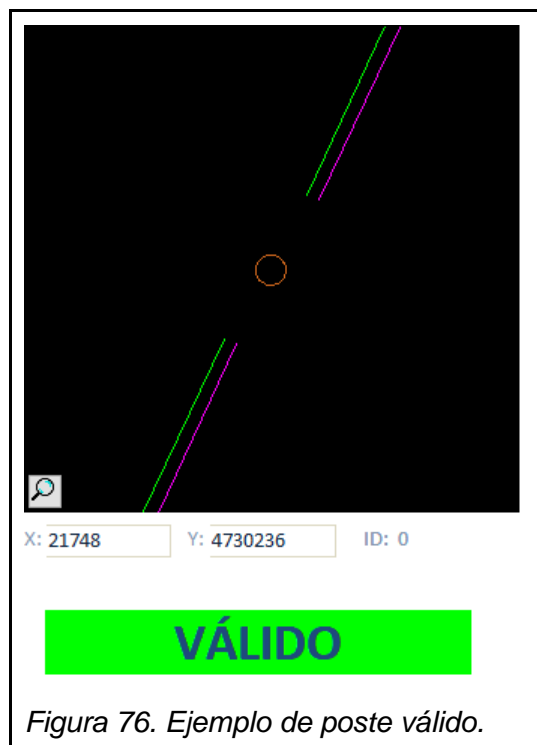 X: 21748 Y: 4730236 ID: 0
VÁLIDO
Figura 76. Ejemplo de poste válido.